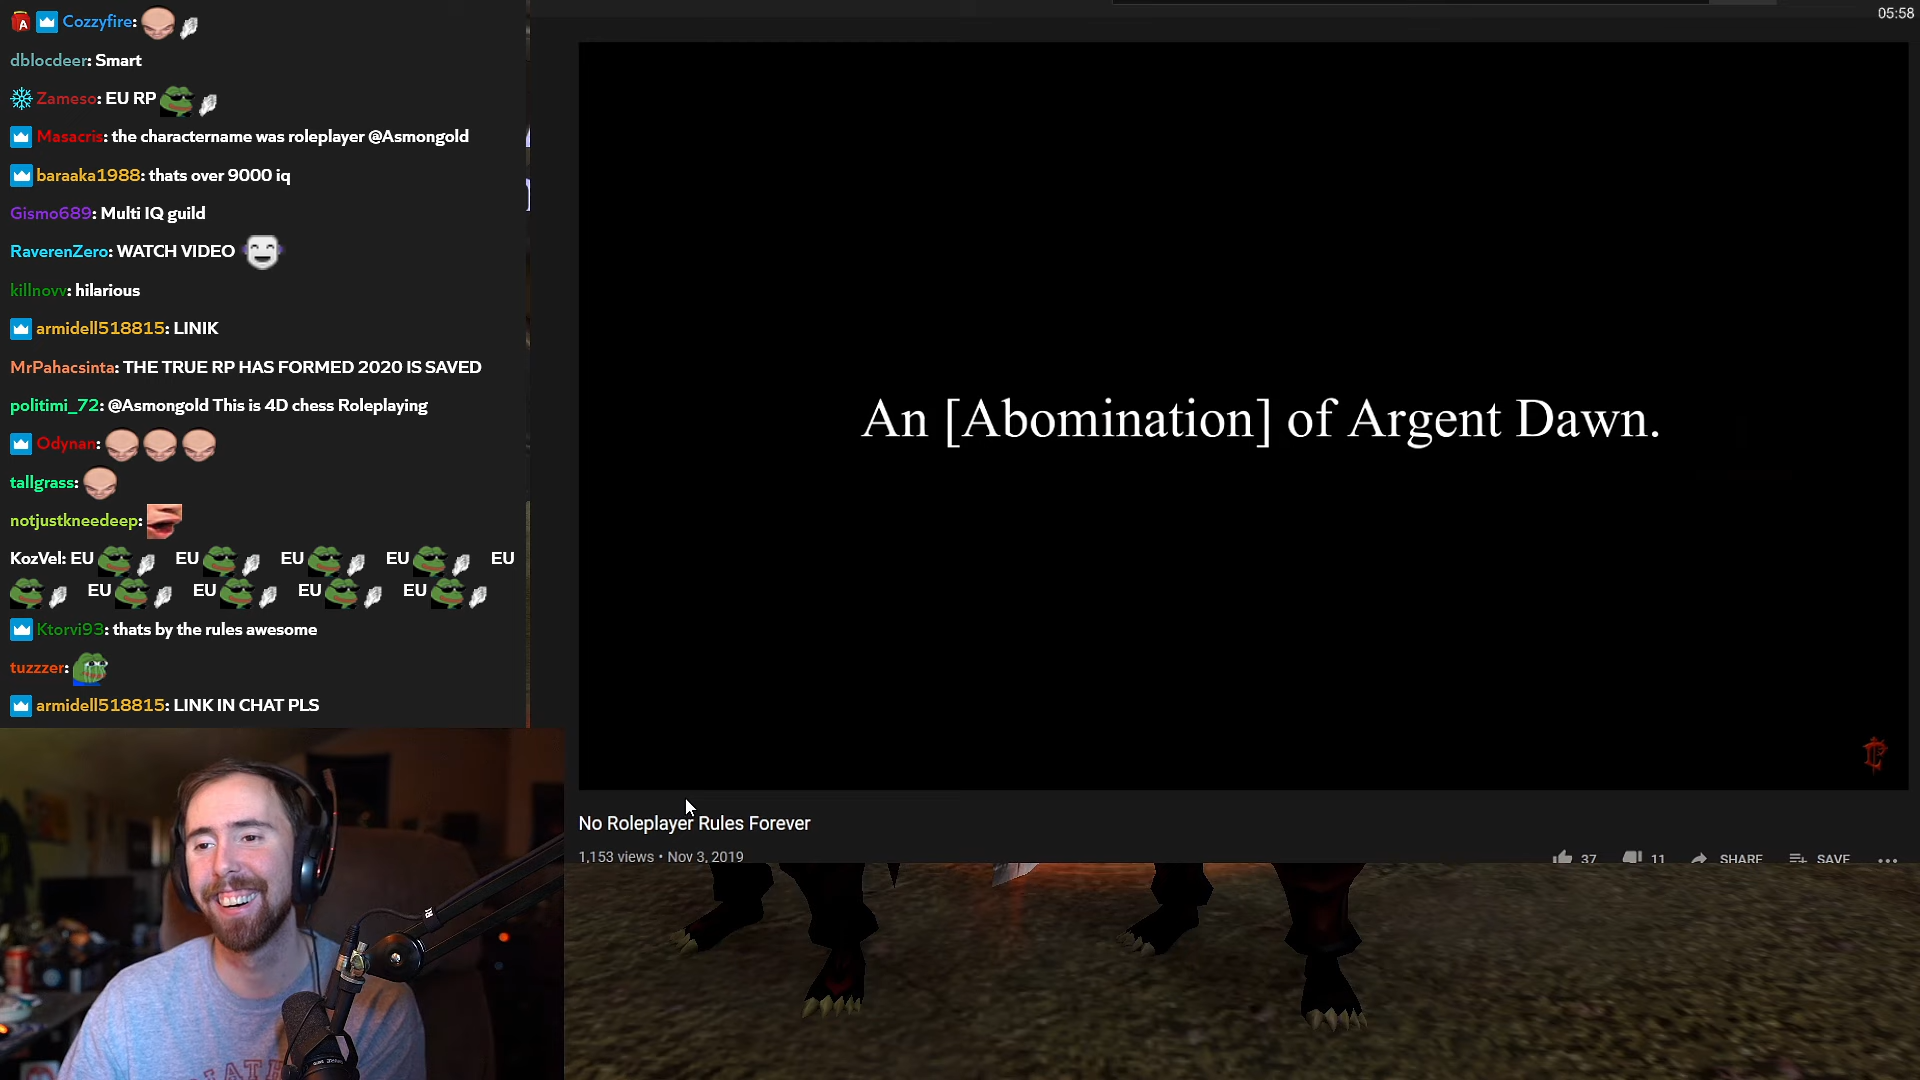 Cozzyfire:
dblocdeer: Smart
Zameso: EU RP
Masacris: the charactername was roleplayer @Asmongold
baraaka1988: thats over 9000 iq
Gismo689: Multi IQ guild
RaverenZero: WATCH VIDEO
killnovv: hilarious
armidell518815: LINIK
MrPahacsinta: THE TRUE RP HAS FORMED 2020 IS SAVED
politimi_72: @Asmongold This is 4D chess Roleplaying
Odynan:
tallgrass:
notjustkneedeep:
KozVel: EU EU EU EU EU
EU EU EU EU
Ktorvi93: thats by the rules awesome
tuzzzer:
armidell518815: LINK IN CHAT PLS
05:58
An [Abomination] of Argent Dawn.
No Roleplayer Rules Forever
1,153 views • Nov 3, 2019
37 11 SHARE SAVE